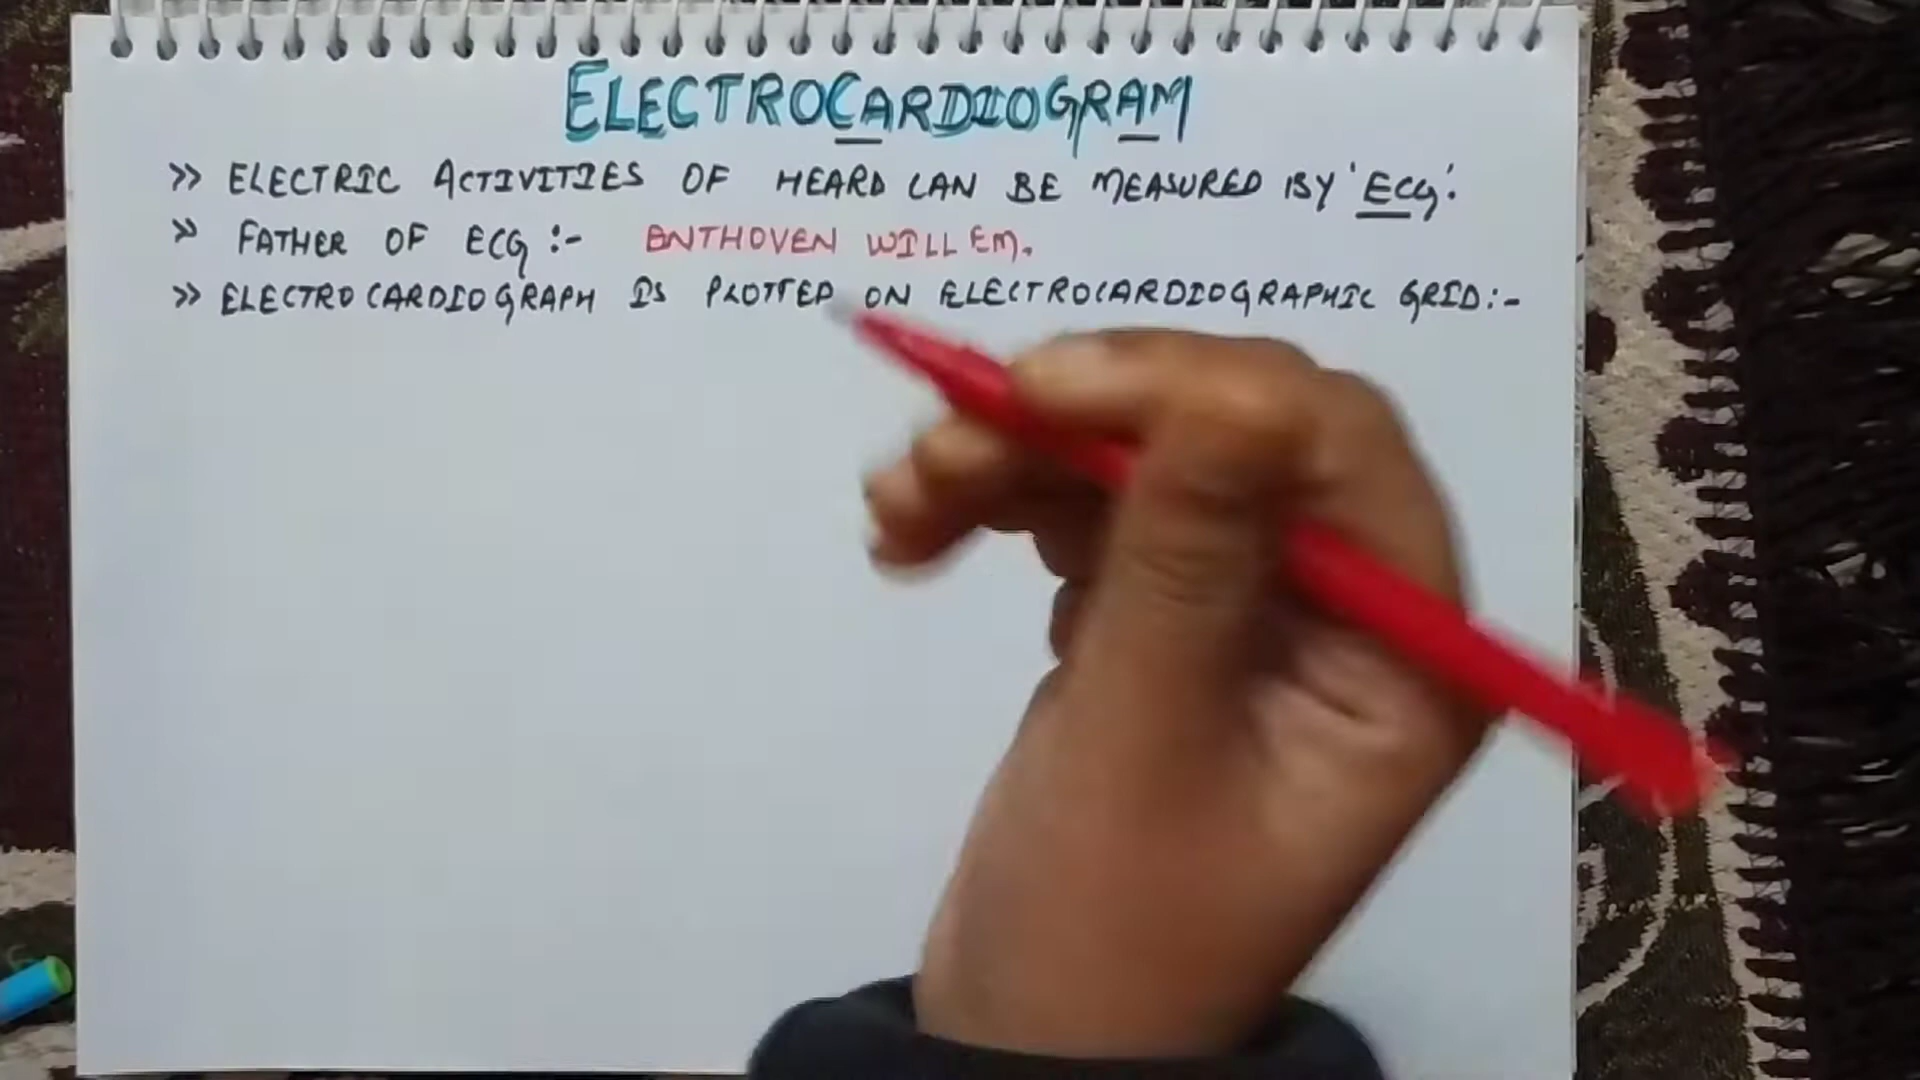 ELECTROCARDIOGRAM
>> ELECTRIC ACTIVITIES OF HEARD CAN BE MEASURED BY 'ECG'.
>> FATHER OF ECG :- ENTHOVEN WILLEM.
>> ELECTROCARDIOGRAPH IS PLOTTED ON ELECTROCARDIOGRAPHIC GRID:-